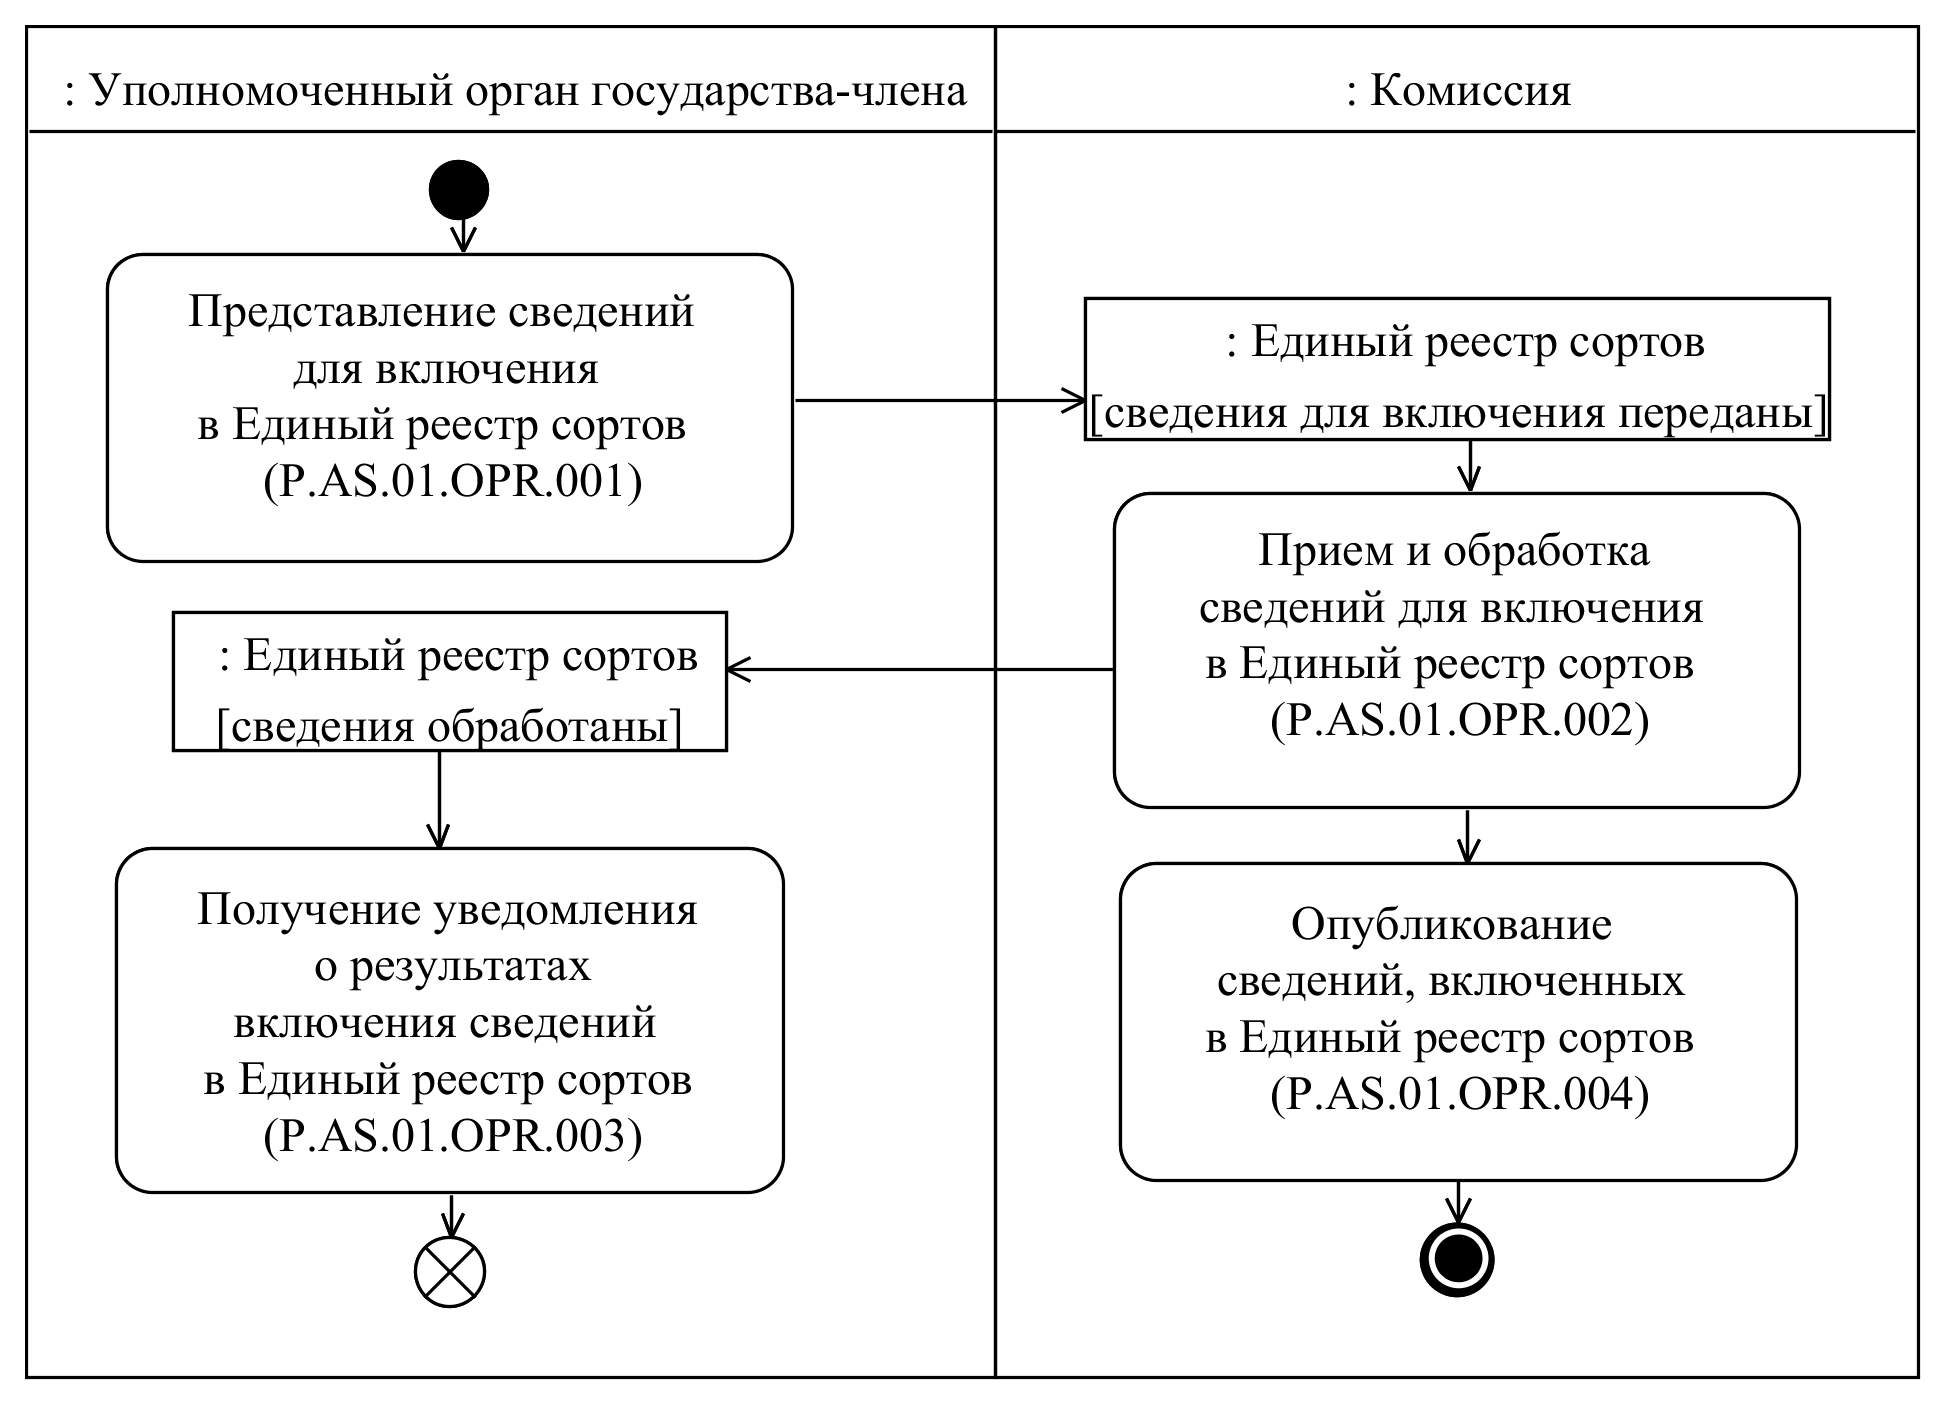 : Уполномоченный орган государства-члена
: Комиссия
Представление сведений
для включения
в Единый реестр сортов
(P.AS.01.OPR.001)
: Единый реестр сортов
[сведения для включения переданы]
Прием и обработка
сведений для включения
в Единый реестр сортов
(P.AS.01.OPR.002)
: Единый реестр сортов
[сведения обработаны]
Получение уведомления
о результатах
включения сведений
в Единый реестр сортов
(P.AS.01.OPR.003)
Опубликование
сведений, включенных
в Единый реестр сортов
(P.AS.01.OPR.004)